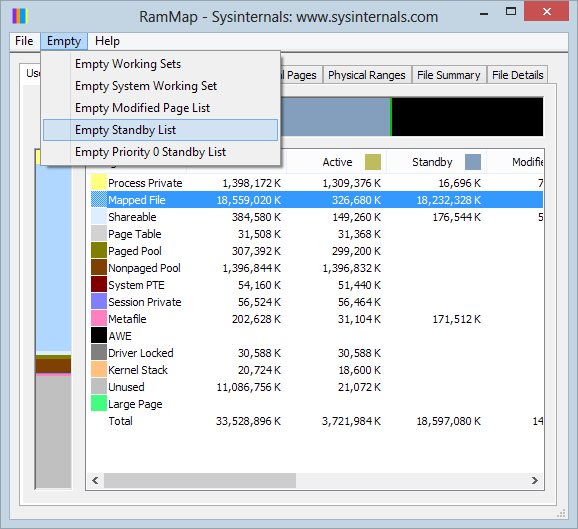 RamMap - Sysinternals: www.sysinternals.com
File Empty Help
Empty Working Sets
Empty System Working Set
Empty Modified Page List
Empty Standby List
Empty Priority 0 Standby List
Pages Physical Ranges File Summary File Details
Active Standby
Process Private 1,398,172 K 1,309,376 K 16,696 K 7
Mapped File 18,559,020 K 326,680 K 18,232,328 K
Shareable 384,580 K 149,260 K 176,544 K 5
Page Table 31,508 K 31,368 K
Paged Pool 307,392 K 299,200 K
Nonpaged Pool 1,396,844 K 1,396,832 K
System PTE 54,160 K 51,440 K
Session Private 56,524 K 56,464 K
Metafile 202,628 K 31,104 K 171,512 K
AWE
Driver Locked 30,588 K 30,588 K
Kernel Stack 20,724 K 18,600 K
Unused 11,086,756 K 21,072 K
Large Page
Total 33,528,896 K 3,721,984 K 18,597,080 K 14